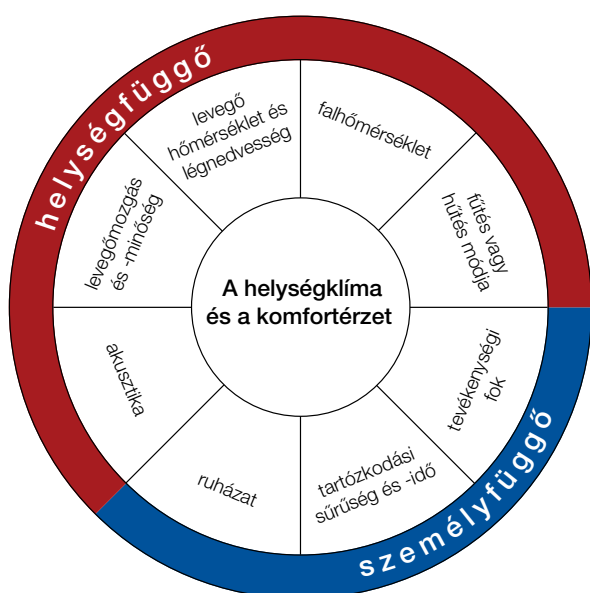 helységfüggő
levegő
hőmérséklet és
légnedvesség
falhőmérséklet
fűtés vagy
hűtés módja
levegőmozgás
és -minőség
A helységklíma
és a komfortérzet
tevékenységi
fok
akusztika
ruházat
tartózkodási
sűrűség és -idő
személyfüggő